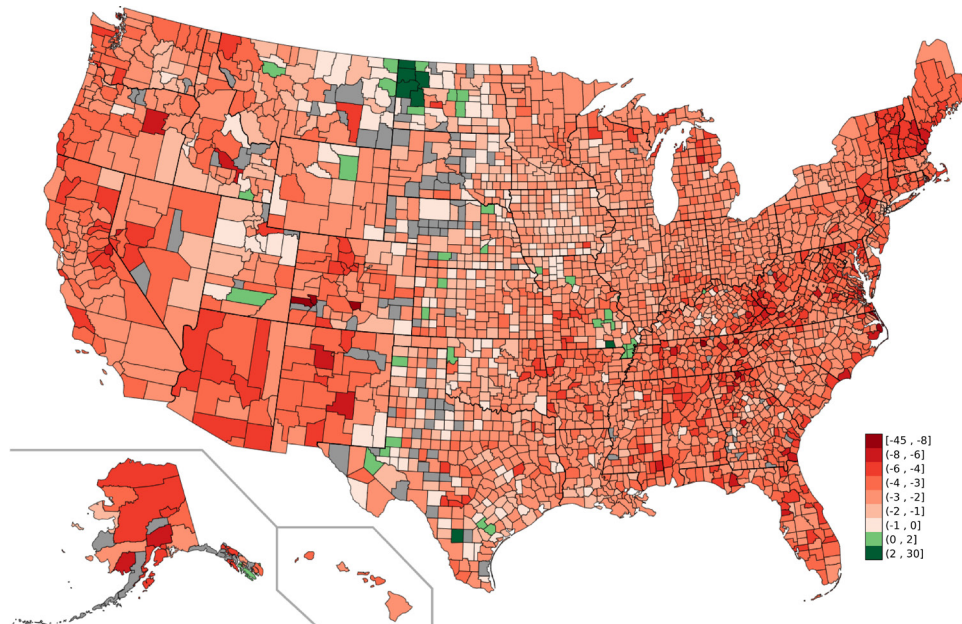 [-45 , -8]
(-8 , -6]
(-6 , -4]
(-4 , -3]
(-3 , -2]
(-2 , -1]
(-1 , 0]
(0 , 2]
(2 , 30]